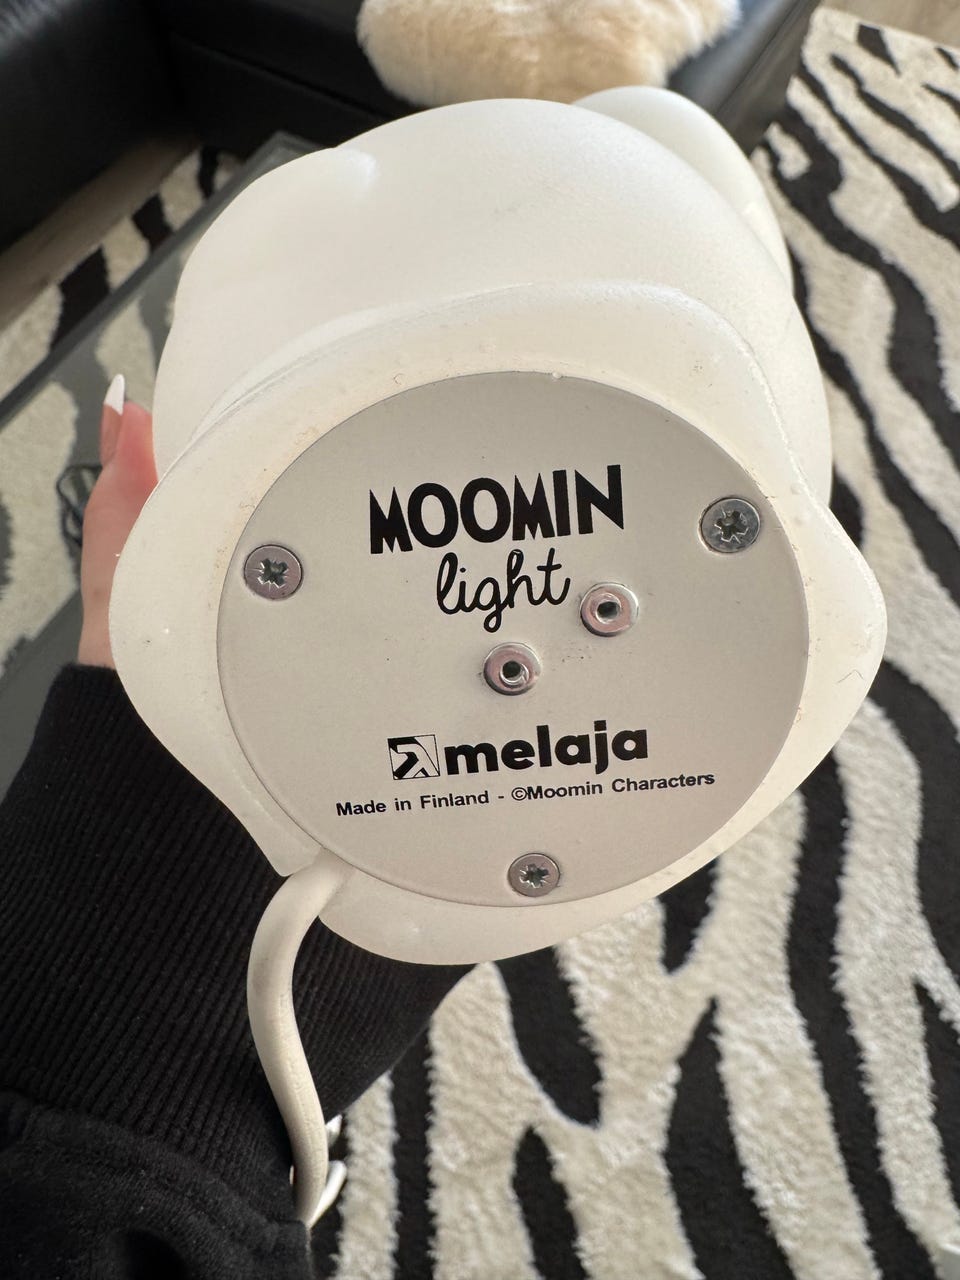 MOOMIN
light
melaja
Made in Finland - ©Moomin Characters